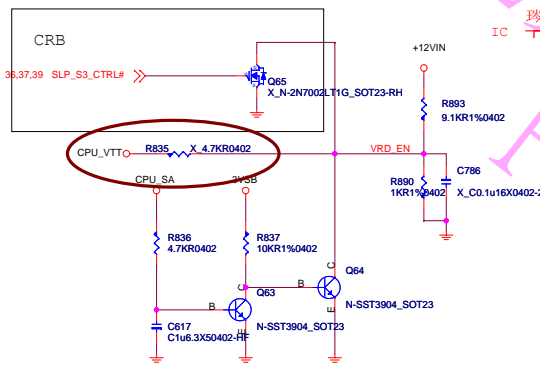 CRB
IC
+12VIN
36,37,39 SLP_S3_CTRL#
Q65
X_N-2N7002LT1G_SOT23-RH
R893
9.1KR1%0402
CPU_VTT
R835
X_4.7KR0402
VRD_EN
C786
R890
1KR1%0402
X_C0.1u16X0402-2
CPU_SA
3VSB
R836
4.7KR0402
R837
10KR1%0402
C
Q64
C
B
Q63
B
N-SST3904_SOT23
E
C617
N-SST3904_SOT23
C1u6.3X50402-HF
E